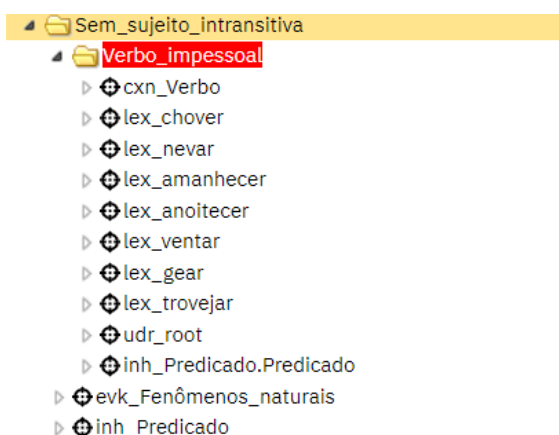 Sem_sujeito_intransitiva
Verbo_impessoal
cxn_Verbo
lex_chover
lex_nevar
lex_amanhecer
lex_anoitecer
lex_ventar
lex_gear
lex_trovejar
udr_root
inh_Predicado.Predicado
evk_Fenômenos_naturais
inh_Predicado